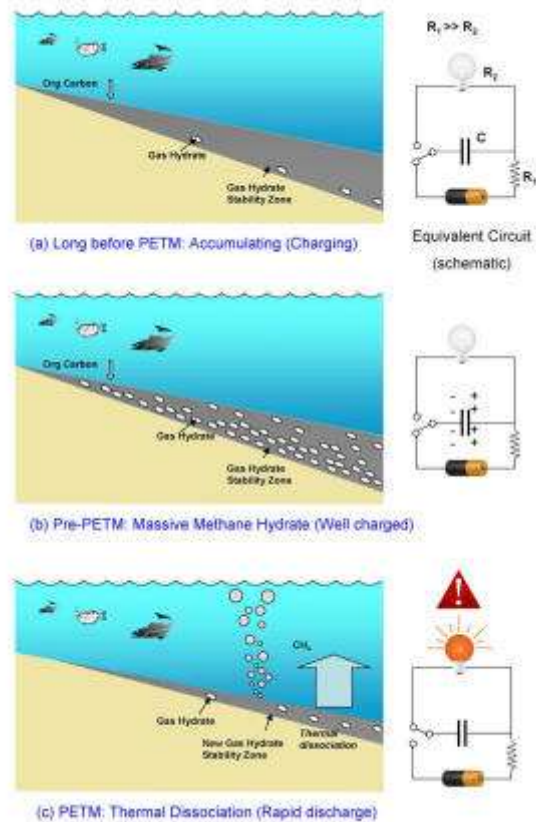 R₁ >> R₂
R₂
Org Carbon
C
Gas Hydrate
R₁
Gas Hydrate
Stability Zone
(a) Long before PETM: Accumulating (Charging)
Equivalent Circuit
(schematic)
Org Carbon
- +
- +
- +
- +
Gas Hydrate
Gas Hydrate
Stability Zone
(b) Pre-PETM: Massive Methane Hydrate (Well charged)
!
CH₄
Gas Hydrate
New Gas Hydrate
Stability Zone
Thermal
dissociation
(c) PETM: Thermal Dissociation (Rapid discharge)